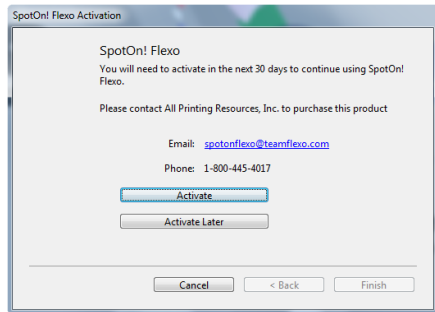 SpotOn! Flexo Activation
SpotOn! Flexo
You will need to activate in the next 30 days to continue using SpotOn!
Flexo.
Please contact All Printing Resources, Inc. to purchase this product
Email: spotonflexo@teamflexo.com
Phone: 1-800-445-4017
Activate
Activate Later
Cancel < Back Finish